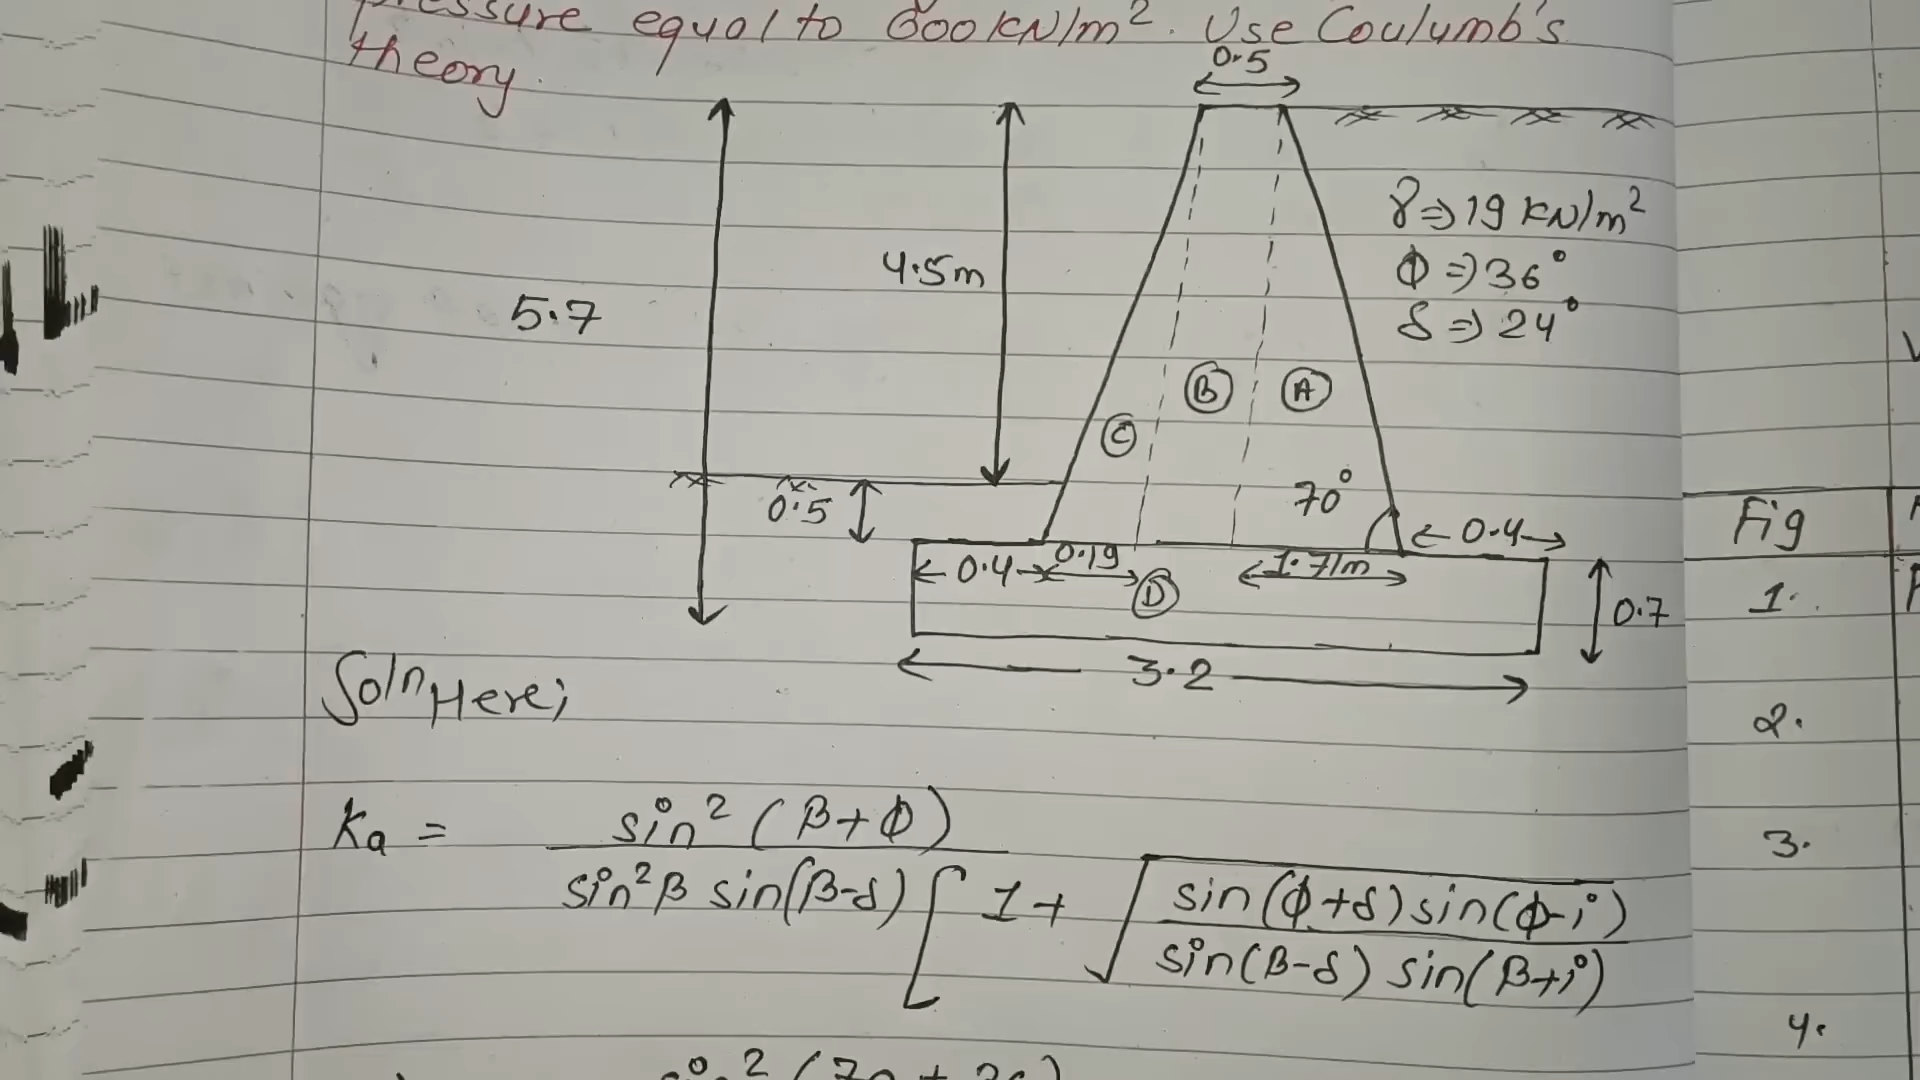 pressure equal to 600 kN/m². Use Coulumb's
theory.
0.5
γ⇒19 kN/m²
ϕ⇒36°
δ⇒24°
4.5m
5.7
B
A
C
70°
0.5
0.4
0.4
0.19
1.71m
D
0.7
3.2
Soln Here;
Ka = sin²(β+ϕ)
sin²β sin(β-δ) [ 1 + √ sin(ϕ+δ) sin(ϕ-i)
sin(β-δ) sin(β+i)
Fig
1.
2.
3.
4.